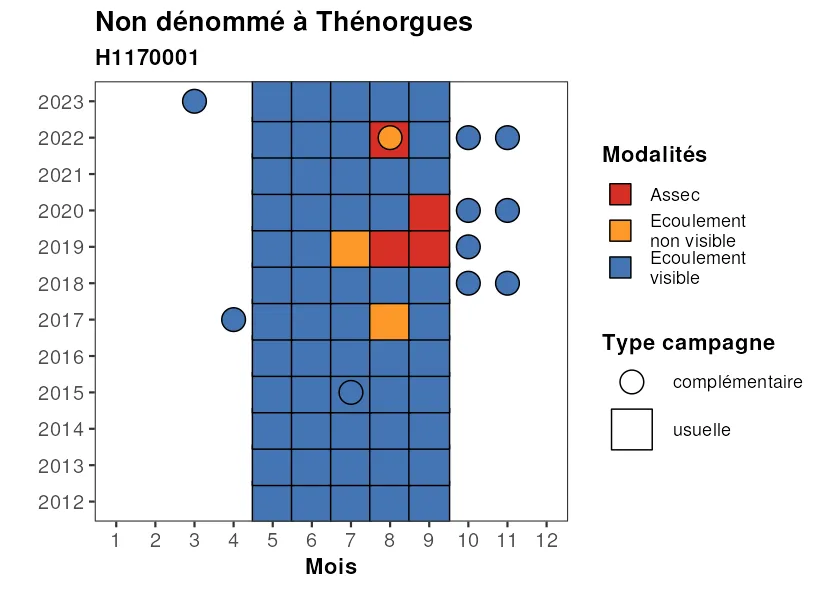 Non dénommé à Thénorgues
H1170001
2023
2022
2021
2020
2019
2018
2017
2016
2015
2014
2013
2012
1 2 3 4 5 6 7 8 9 10 11 12
Mois
Modalités
Assec
Ecoulement
non visible
Ecoulement
visible
Type campagne
complémentaire
usuelle